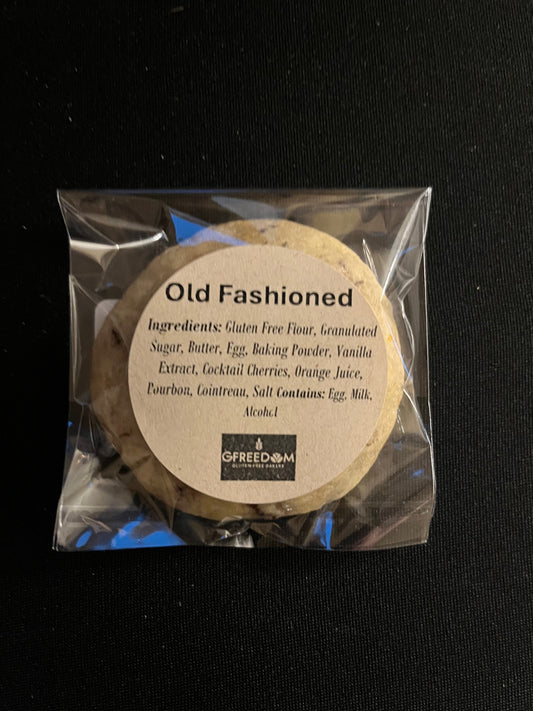 Old Fashioned
Ingredients: Gluten Free Flour, Granulated
Sugar, Butter, Egg, Baking Powder, Vanilla
Extract, Cocktail Cherries, Orange Juice,
Bourbon, Cointreau, Salt Contains: Egg, Milk,
Alcohol
GFREEDOM
GLUTEN-FREE BAKERY